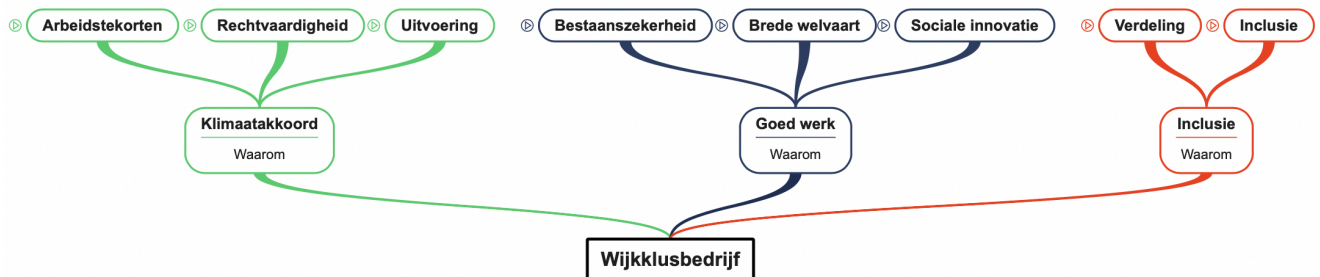 Arbeidstekorten
Rechtvaardigheid
Uitvoering
Bestaanszekerheid
Brede welvaart
Sociale innovatie
Verdeling
Inclusie
Klimaatakkoord
Waarom
Goed werk
Waarom
Inclusie
Waarom
Wijkklusbedrijf